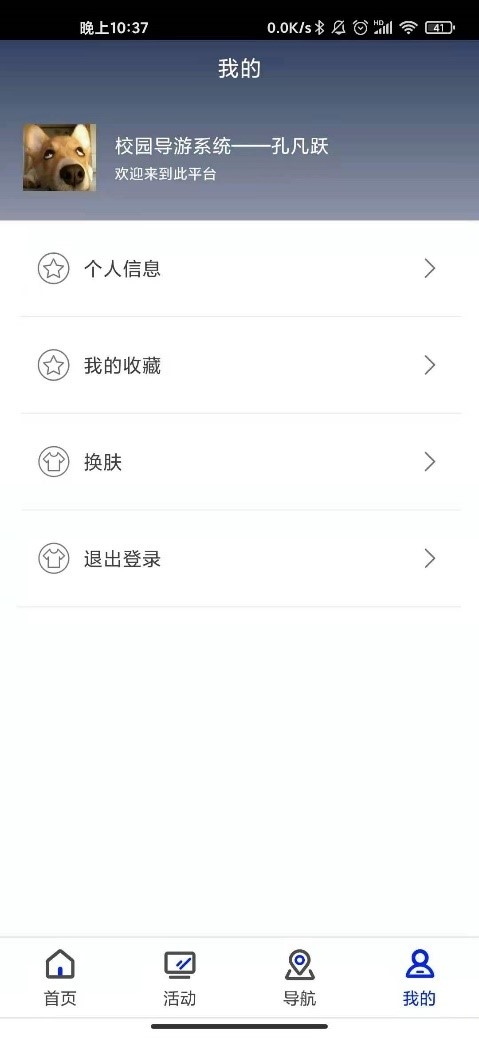 晚上10:37
0.0K/s
HD
41
我的
校园导游系统——孔凡跃
欢迎来到此平台
个人信息
我的收藏
换肤
退出登录
首页
活动
导航
我的